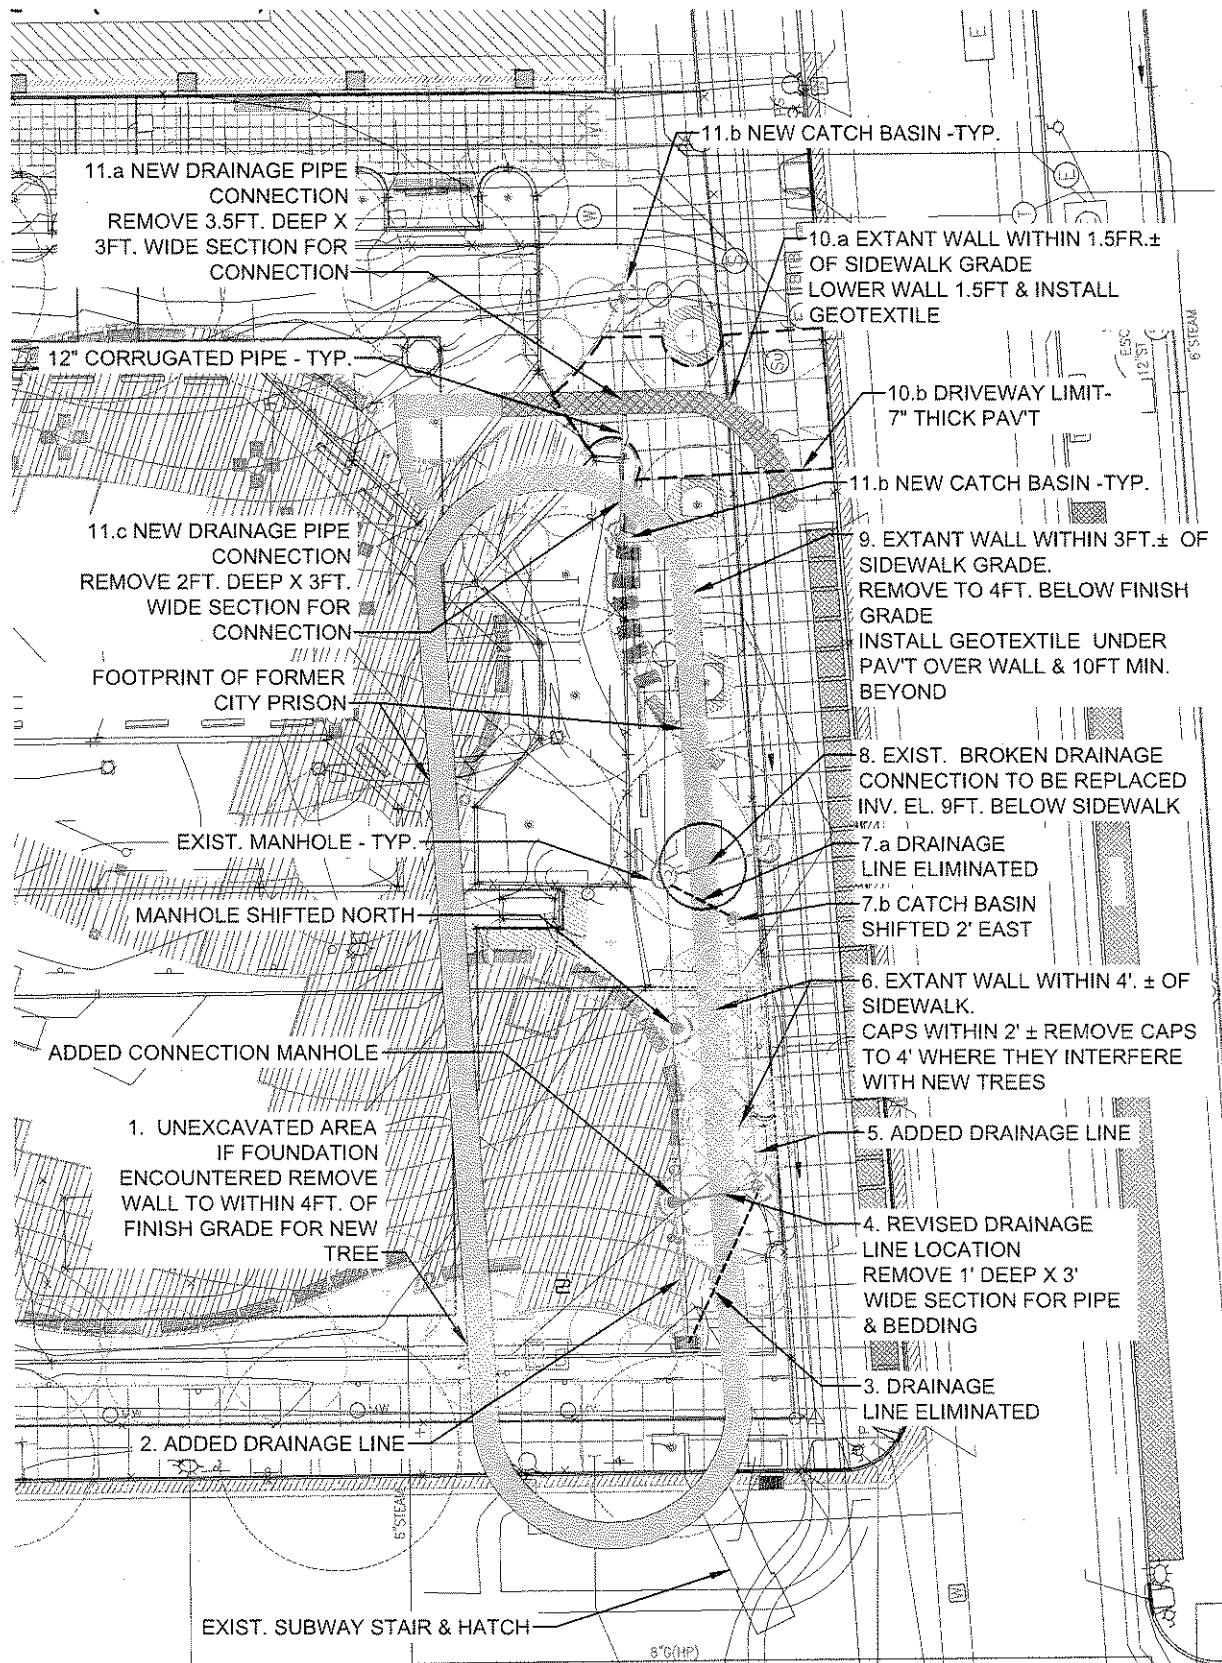 11.b NEW CATCH BASIN -TYP.
11.a NEW DRAINAGE PIPE
CONNECTION
REMOVE 3.5FT. DEEP X
3FT. WIDE SECTION FOR
CONNECTION
10.a EXTANT WALL WITHIN 1.5FR.±
OF SIDEWALK GRADE
LOWER WALL 1.5FT & INSTALL
GEOTEXTILE
12" CORRUGATED PIPE - TYP.
10.b DRIVEWAY LIMIT-
7" THICK PAV'T
11.b NEW CATCH BASIN -TYP.
11.c NEW DRAINAGE PIPE
CONNECTION
REMOVE 2FT. DEEP X 3FT.
WIDE SECTION FOR
CONNECTION
9. EXTANT WALL WITHIN 3FT.± OF
SIDEWALK GRADE.
REMOVE TO 4FT. BELOW FINISH
GRADE
INSTALL GEOTEXTILE UNDER
PAV'T OVER WALL & 10FT MIN.
BEYOND
FOOTPRINT OF FORMER
CITY PRISON
8. EXIST. BROKEN DRAINAGE
CONNECTION TO BE REPLACED
INV. EL. 9FT. BELOW SIDEWALK
EXIST. MANHOLE - TYP.
7.a DRAINAGE
LINE ELIMINATED
MANHOLE SHIFTED NORTH
7.b CATCH BASIN
SHIFTED 2' EAST
6. EXTANT WALL WITHIN 4'. ± OF
SIDEWALK.
CAPS WITHIN 2' ± REMOVE CAPS
TO 4' WHERE THEY INTERFERE
WITH NEW TREES
ADDED CONNECTION MANHOLE
1. UNEXCAVATED AREA
IF FOUNDATION
ENCOUNTERED REMOVE
WALL TO WITHIN 4FT. OF
FINISH GRADE FOR NEW
TREE
5. ADDED DRAINAGE LINE
4. REVISED DRAINAGE
LINE LOCATION
REMOVE 1' DEEP X 3'
WIDE SECTION FOR PIPE
& BEDDING
3. DRAINAGE
LINE ELIMINATED
2. ADDED DRAINAGE LINE
EXIST. SUBWAY STAIR & HATCH
E
E
T
W
S
6"STEAM
ESC
12"ST
6"STEAM
W
8"G(HP)